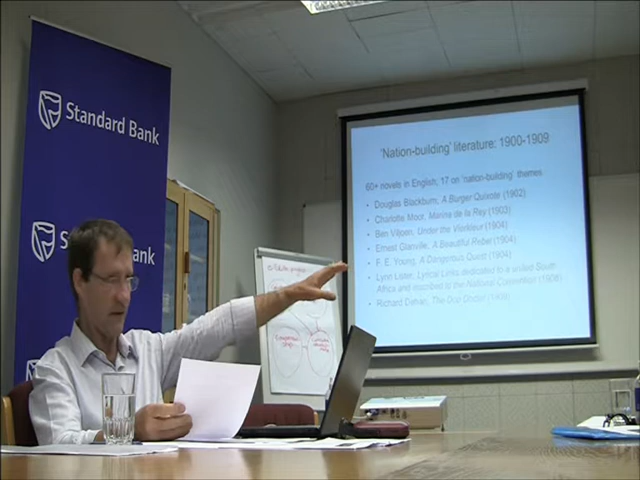 Standard Bank
Standard Bank
'Nation-building' literature: 1900-1909
60+ novels in English; 17 on 'nation-building' themes
• Douglas Blackburn, A Burger Quixote (1902)
• Charlotte Moor, Marina de la Rey (1903)
• Ben Viljoen, Under the Vierkleur (1904)
• Ernest Glanville, A Beautiful Rebel (1904)
• F. E. Young, A Dangerous Quest (1904)
• Lynn Lister, Lyrical Links dedicated to a united South
Africa and inscribed to the National Convention (1908)
• Richard Dehan, The Dop Doctor